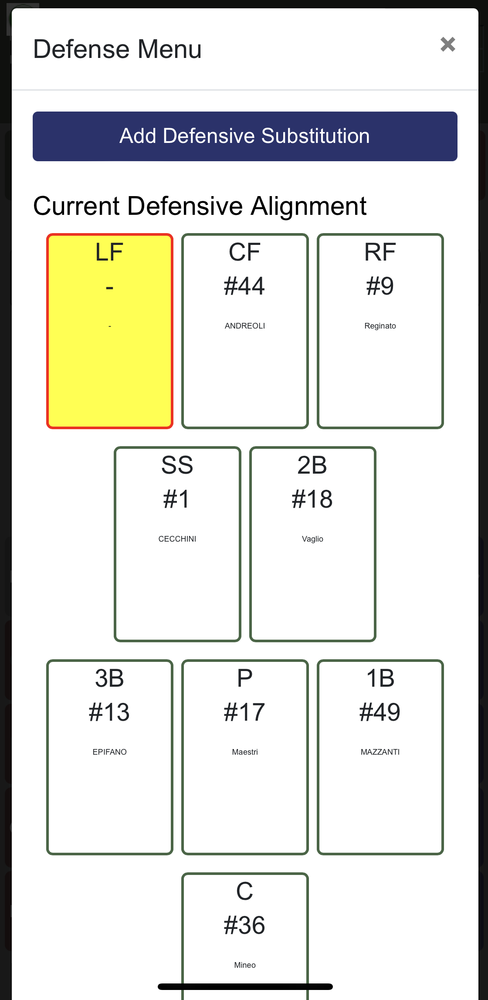 Defense Menu ×
Add Defensive Substitution
Current Defensive Alignment
LF
-
-
CF
#44
ANDREOLI
RF
#9
Reginato
SS
#1
CECCHINI
2B
#18
Vaglio
3B
#13
EPIFANO
P
#17
Maestri
1B
#49
MAZZANTI
C
#36
Mineo